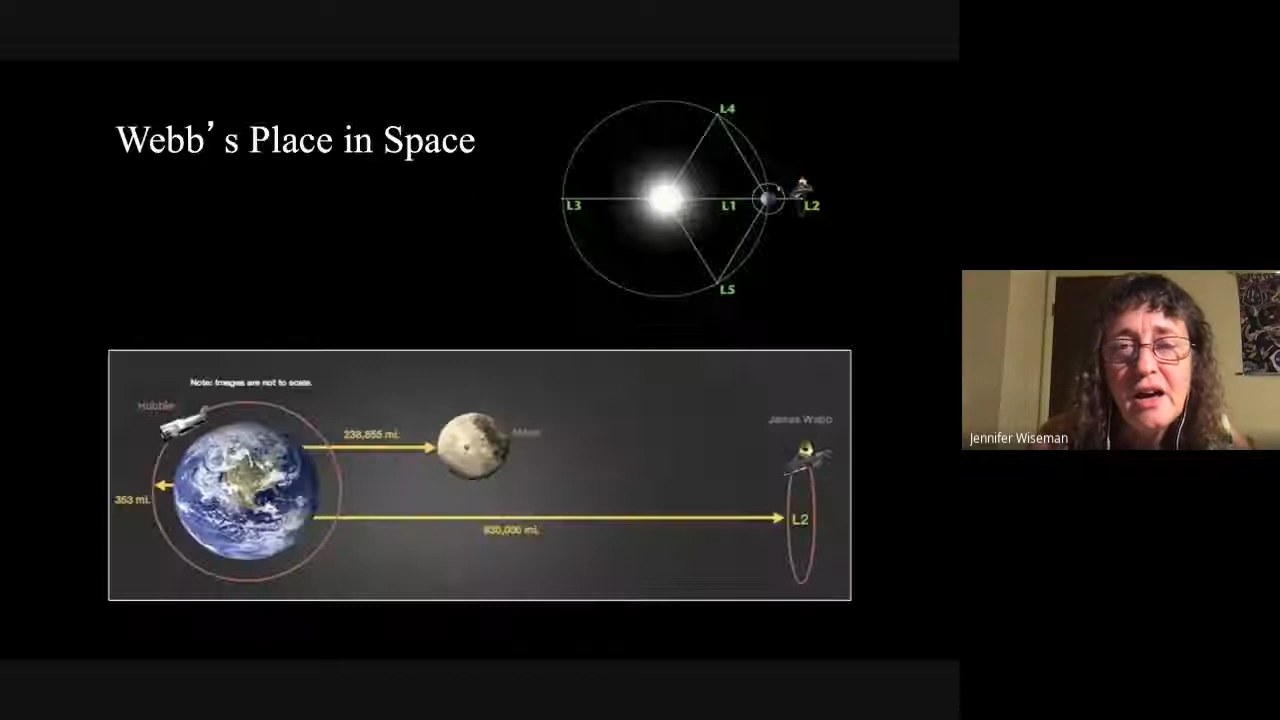 Webb's Place in Space
L4
L3
L1
L2
L5
Note: Images are not to scale.
Hubble
238,855 mi.
Moon
James Webb
353 mi.
L2
930,000 mi.
Jennifer Wiseman